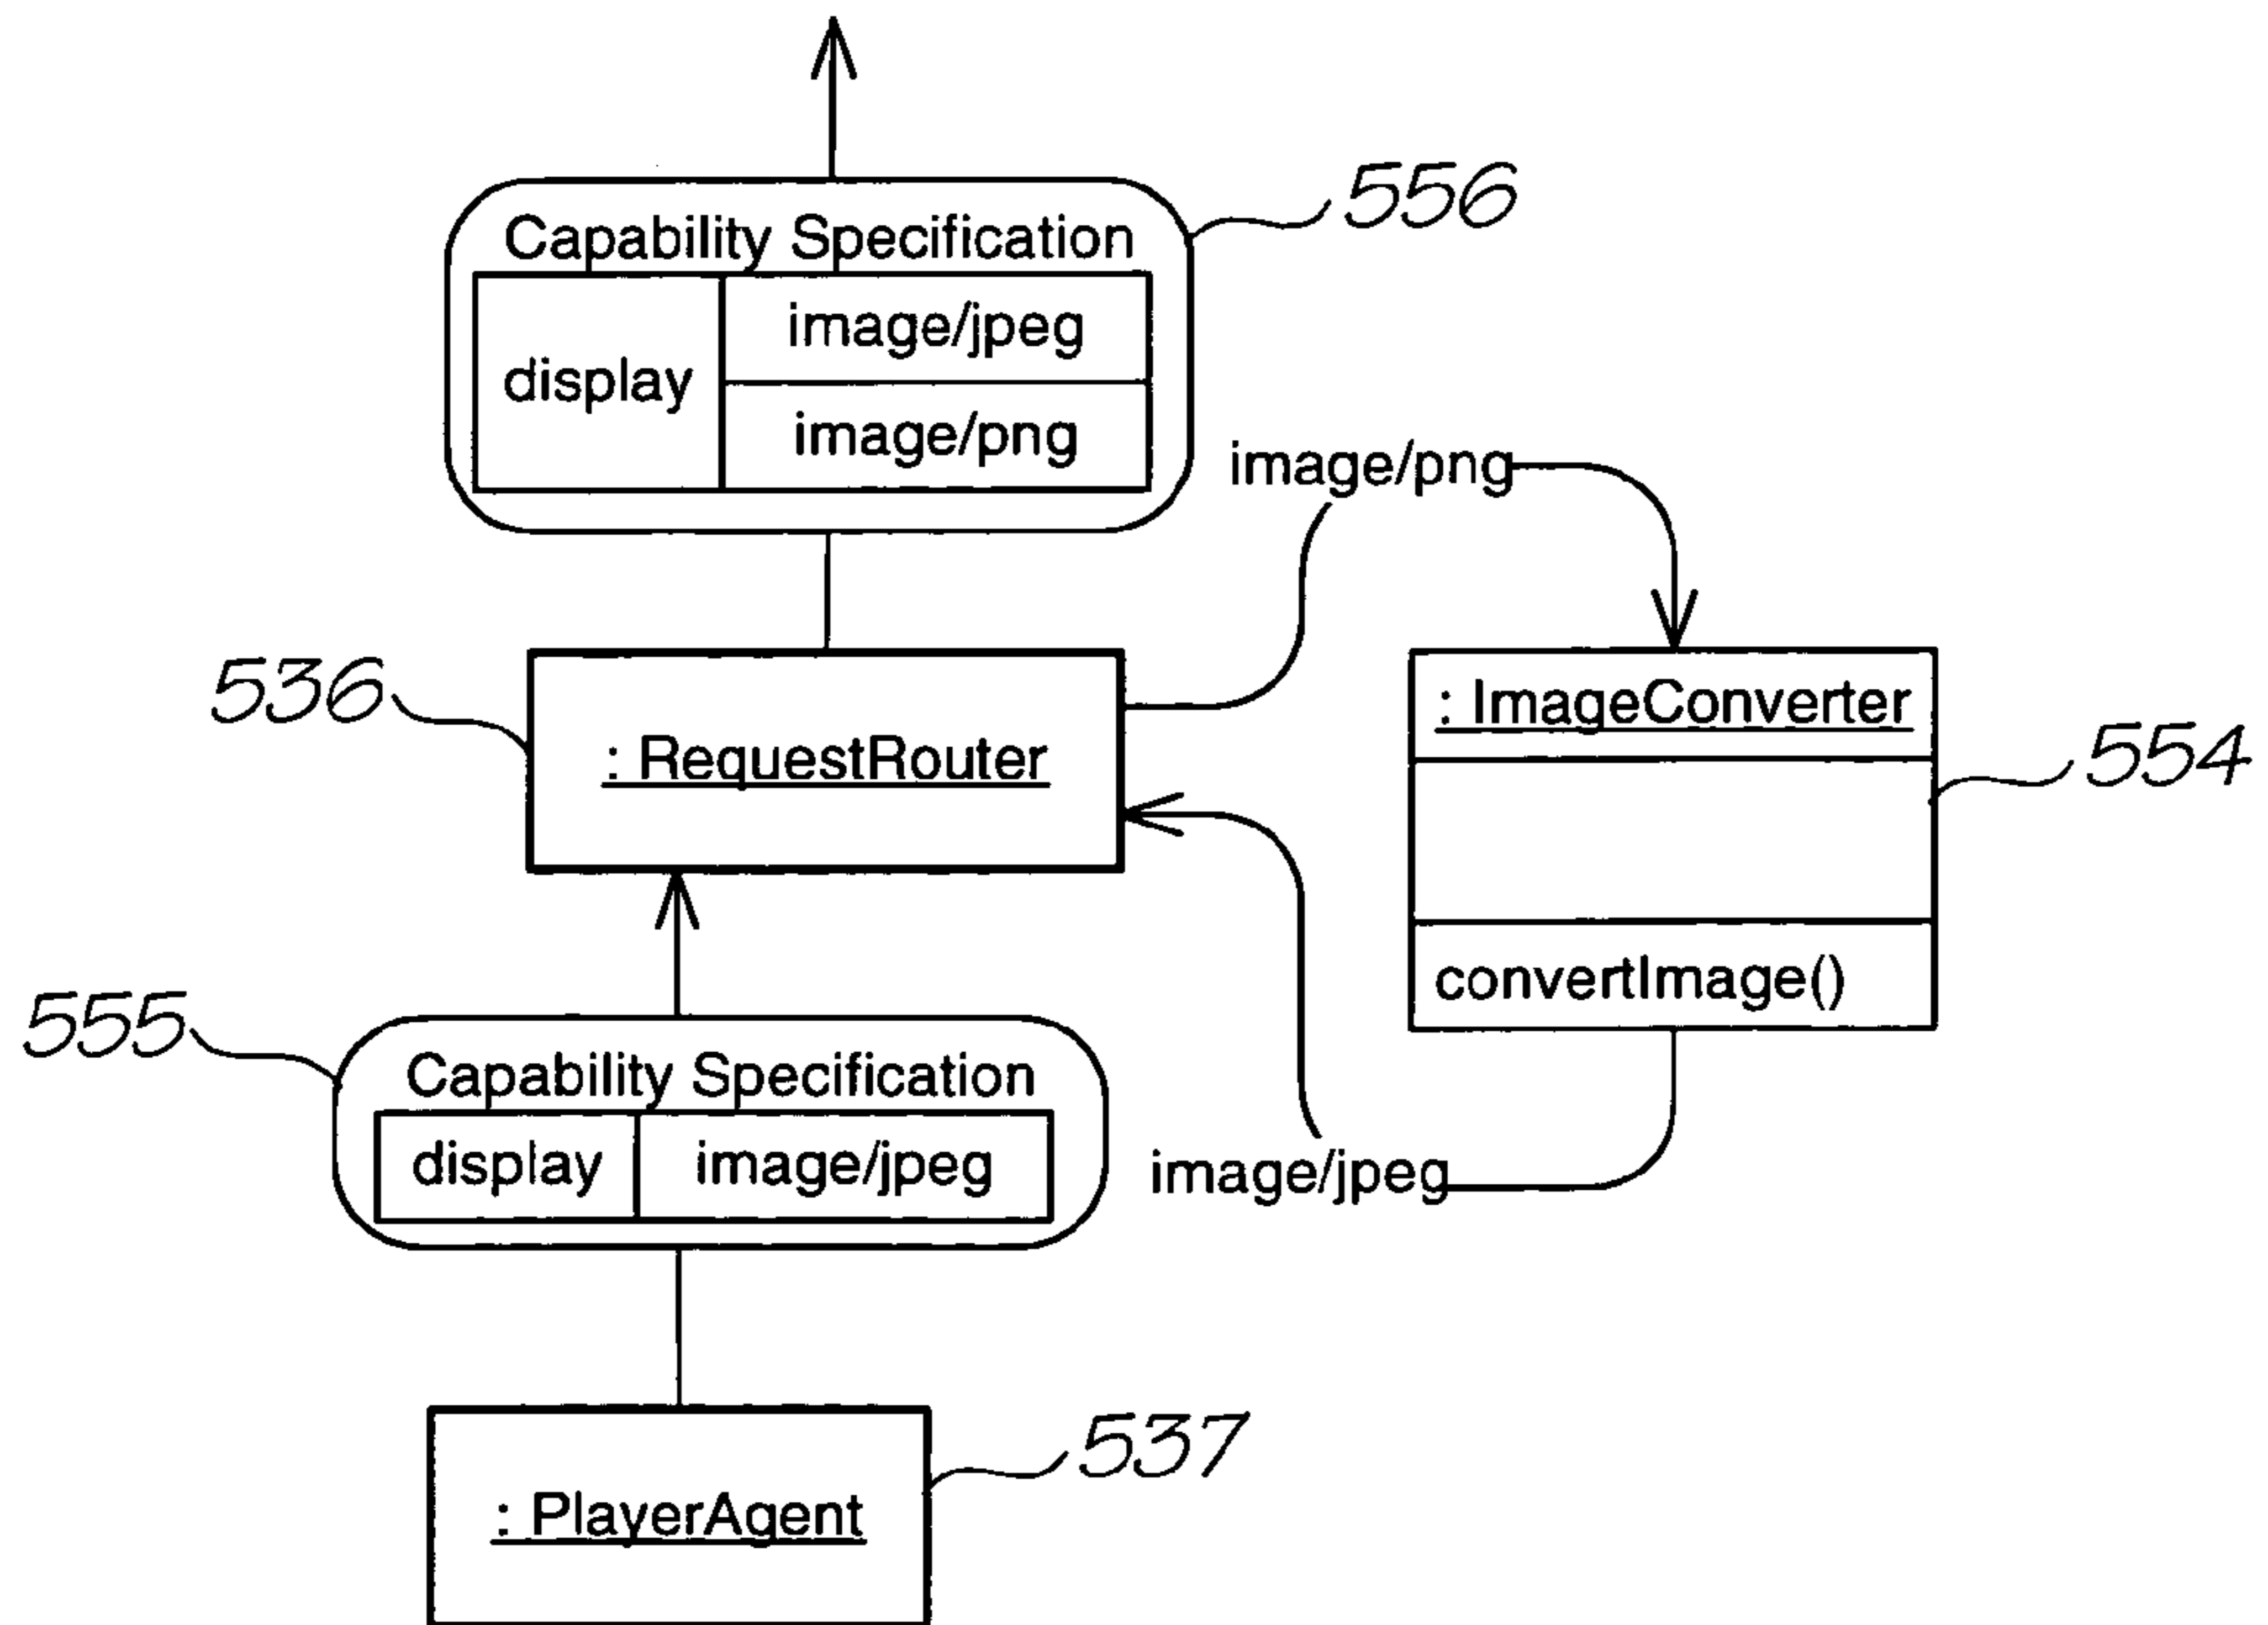 556
Capability Specification
display
image/jpeg
image/png
image/png
536
: RequestRouter
: ImageConverter
554
convertImage()
555
Capability Specification
display
image/jpeg
image/jpeg
537
: PlayerAgent